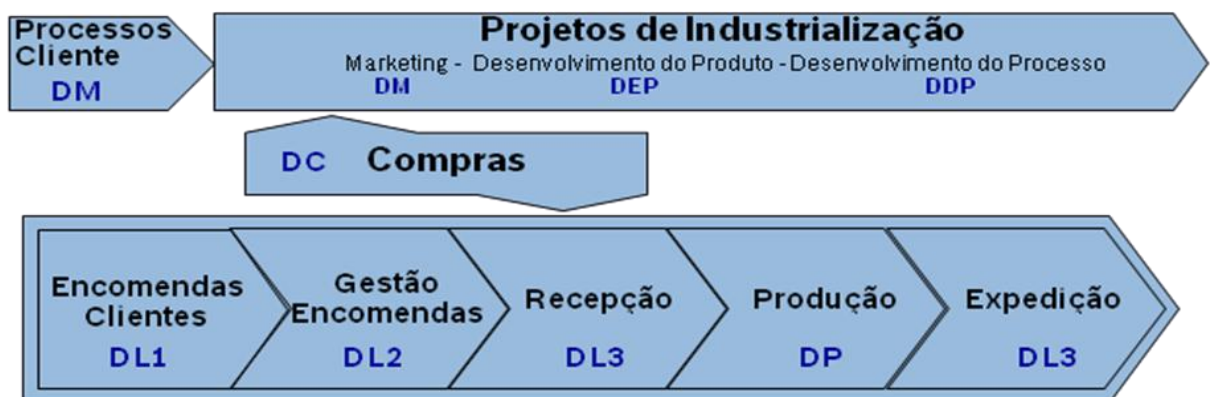 Processos
Cliente
DM
Projetos de Industrialização
Marketing - Desenvolvimento do Produto - Desenvolvimento do Processo
DM DEP DDP
DC Compras
Encomendas
Clientes
DL1
Gestão
Encomendas
DL2
Recepção
DL3
Produção
DP
Expedição
DL3